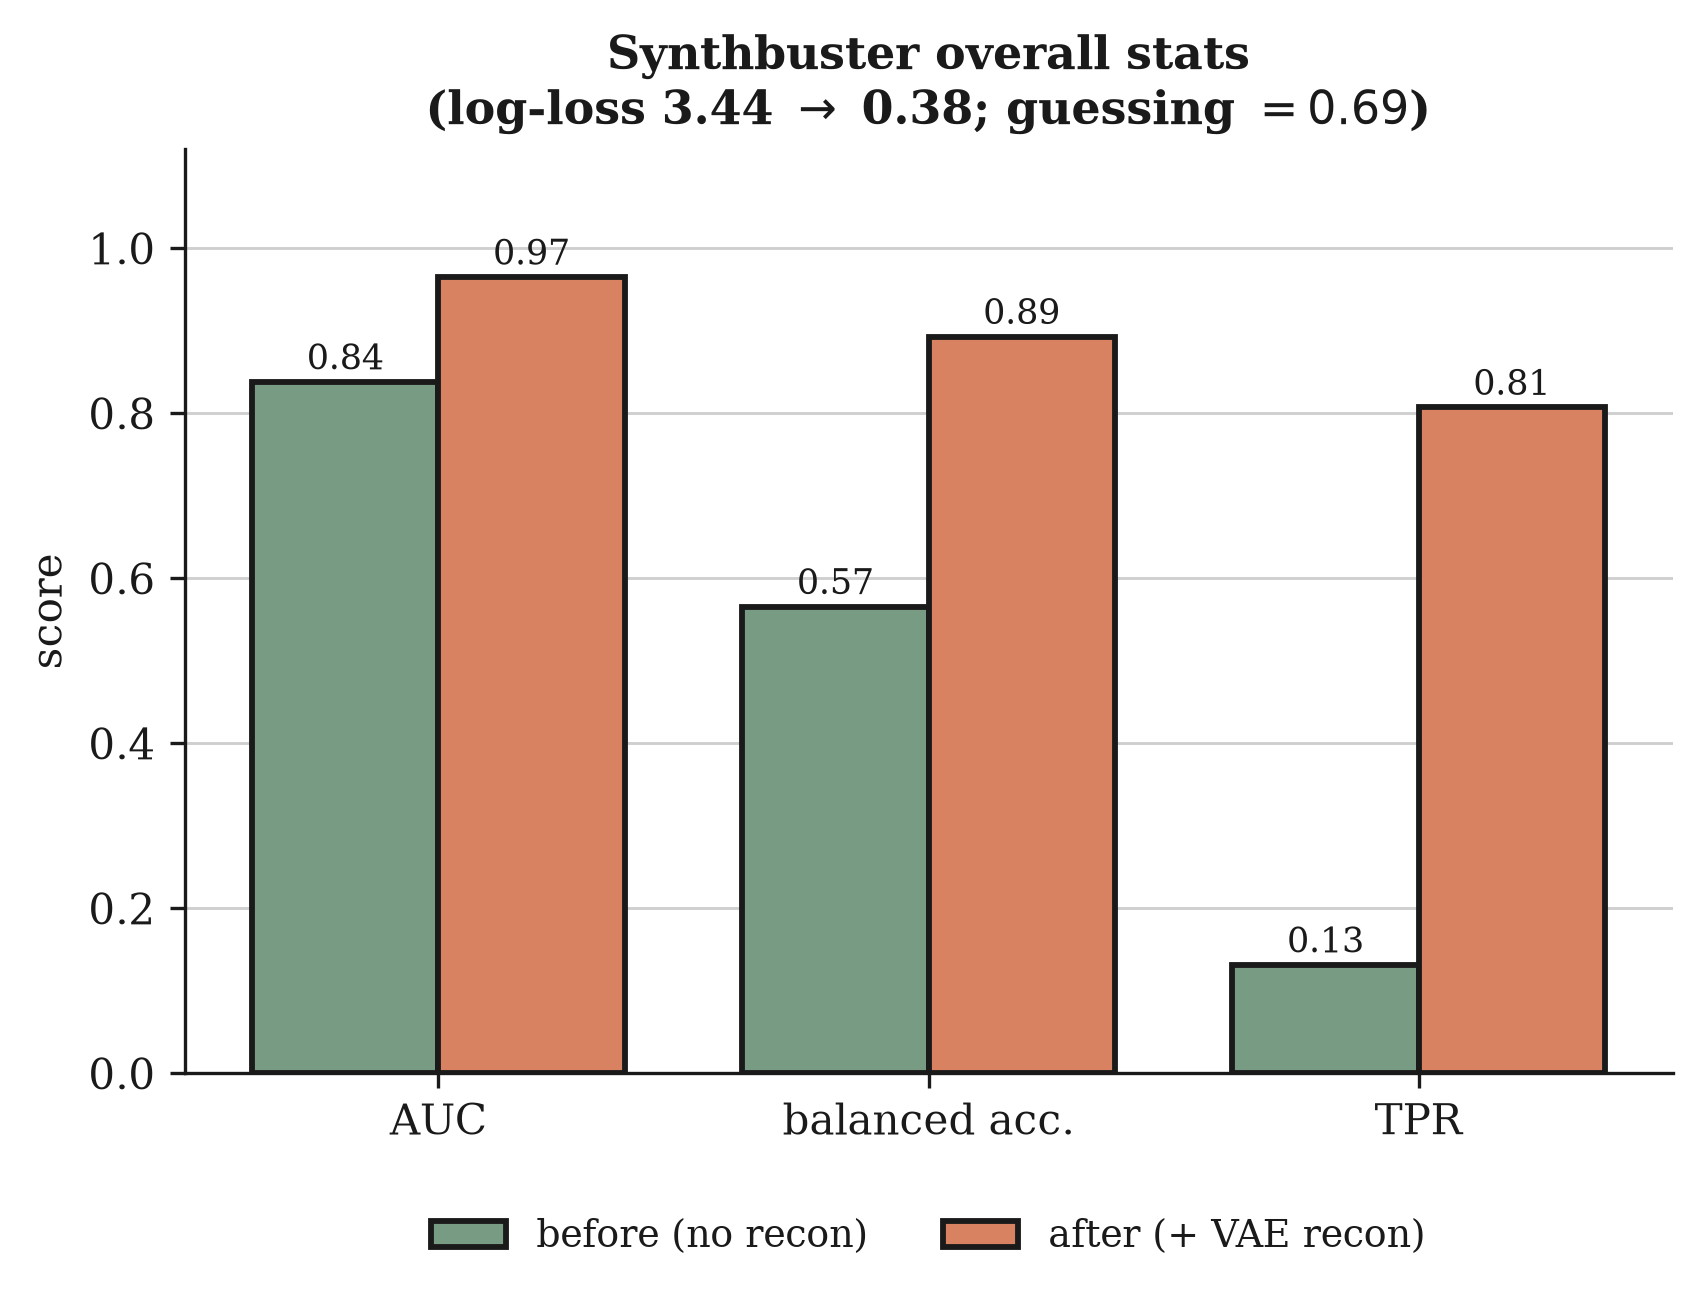 Synthbuster overall stats
(log-loss 3.44 → 0.38; guessing = 0.69)
score
1.0
0.8
0.6
0.4
0.2
0.0
0.84
0.97
0.57
0.89
0.13
0.81
AUC
balanced acc.
TPR
before (no recon)
after (+ VAE recon)